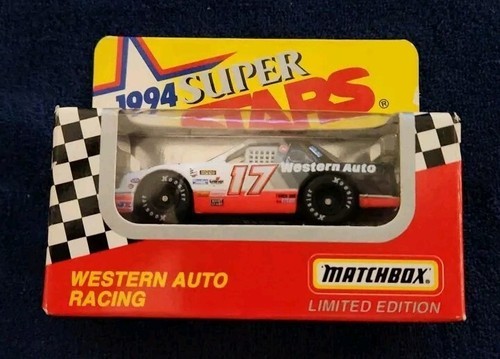 1994 SUPER
STARS®
17
Western Auto
WESTERN AUTO
RACING
MATCHBOX®
LIMITED EDITION